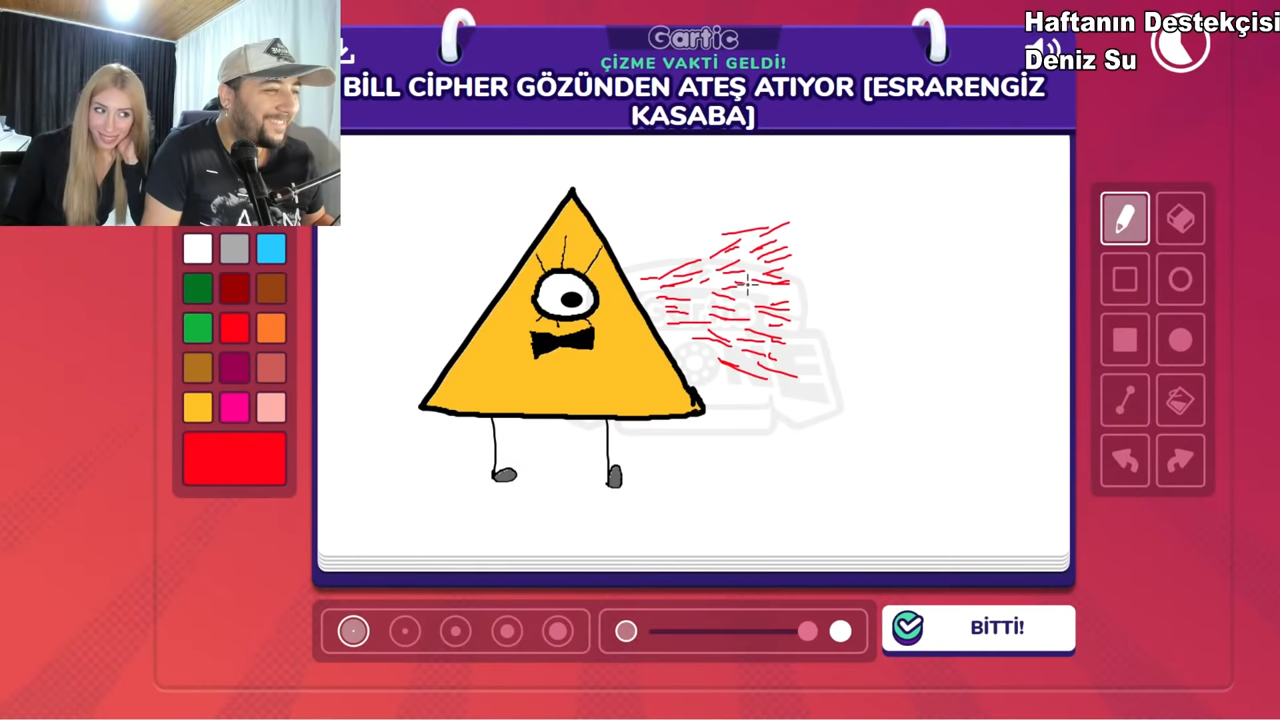 Haftanın Destekçisi
Deniz Su
Gartic
ÇİZME VAKTİ GELDİ!
BİLL CİPHER GÖZÜNDEN ATEŞ ATIYOR [ESRARENGİZ
KASABA]
BİTTİ!